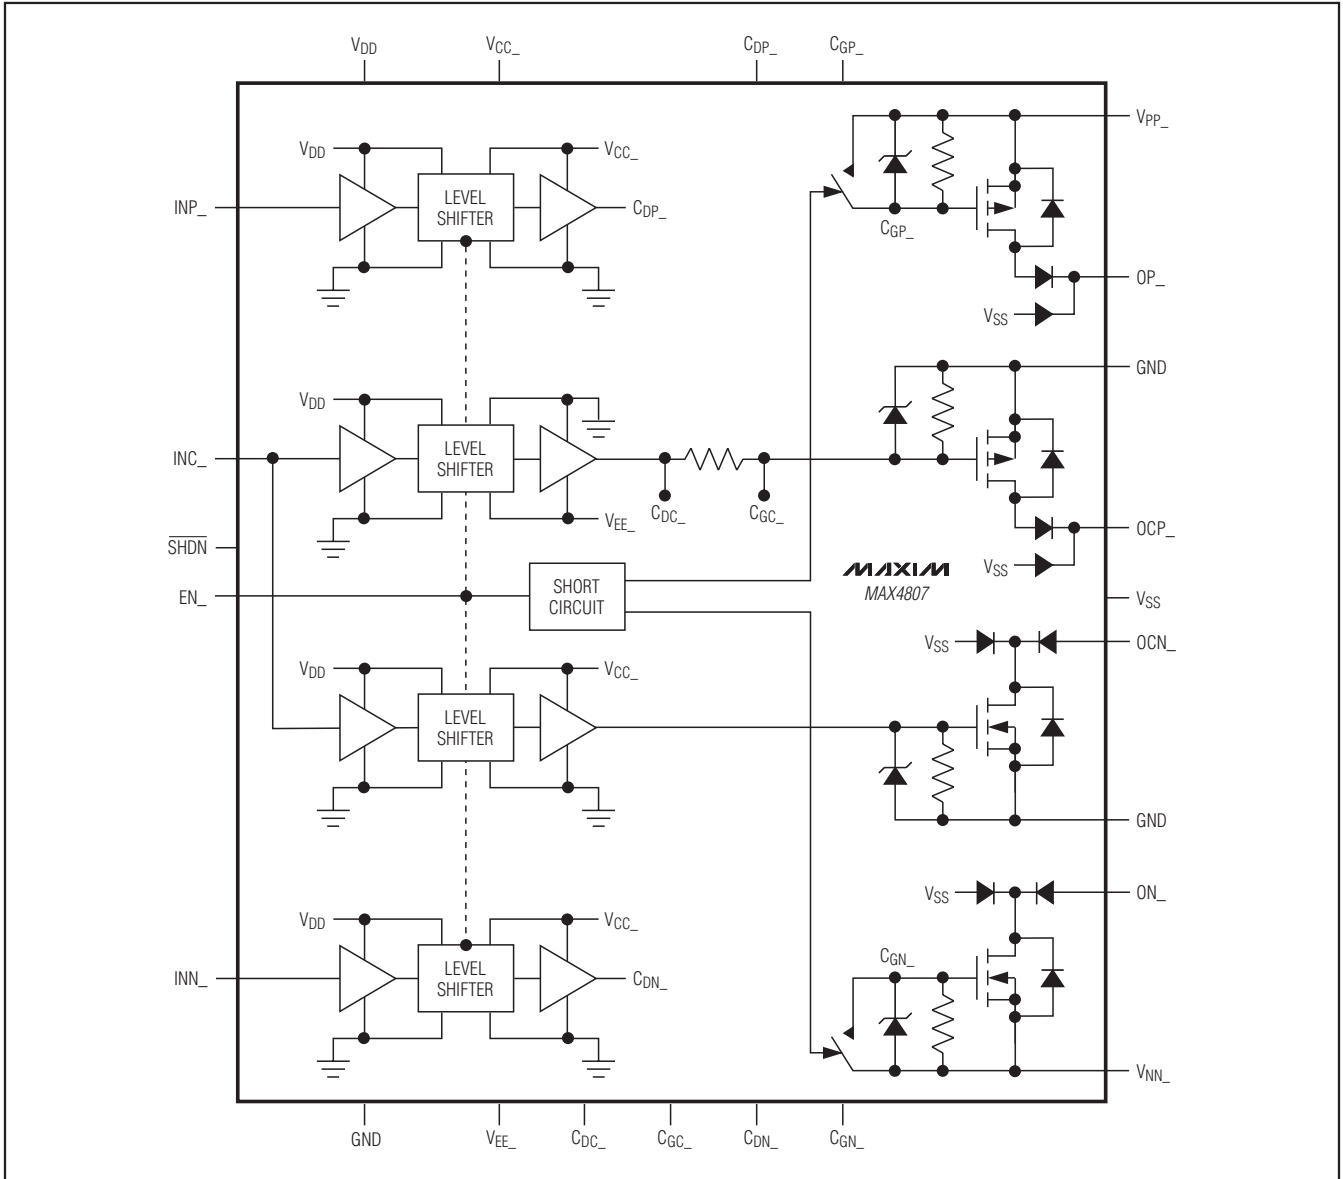 VDD VCC_ CDP_ CGP_
VPP_
VDD VCC_
INP_ LEVEL SHIFTER CDP_
CGP_
OP_
VSS
GND
VDD
INC_ LEVEL SHIFTER
CDC_ CGC_
VEE_
OCP_
SHDN
VSS
MAXIM
MAX4807
EN_ SHORT CIRCUIT
VSS
VSS OCN_
VDD VCC_
LEVEL SHIFTER
GND
VSS ON_
VDD VCC_
CGN_
INN_ LEVEL SHIFTER CDN_
VNN_
GND VEE_ CDC_ CGC_ CDN_ CGN_